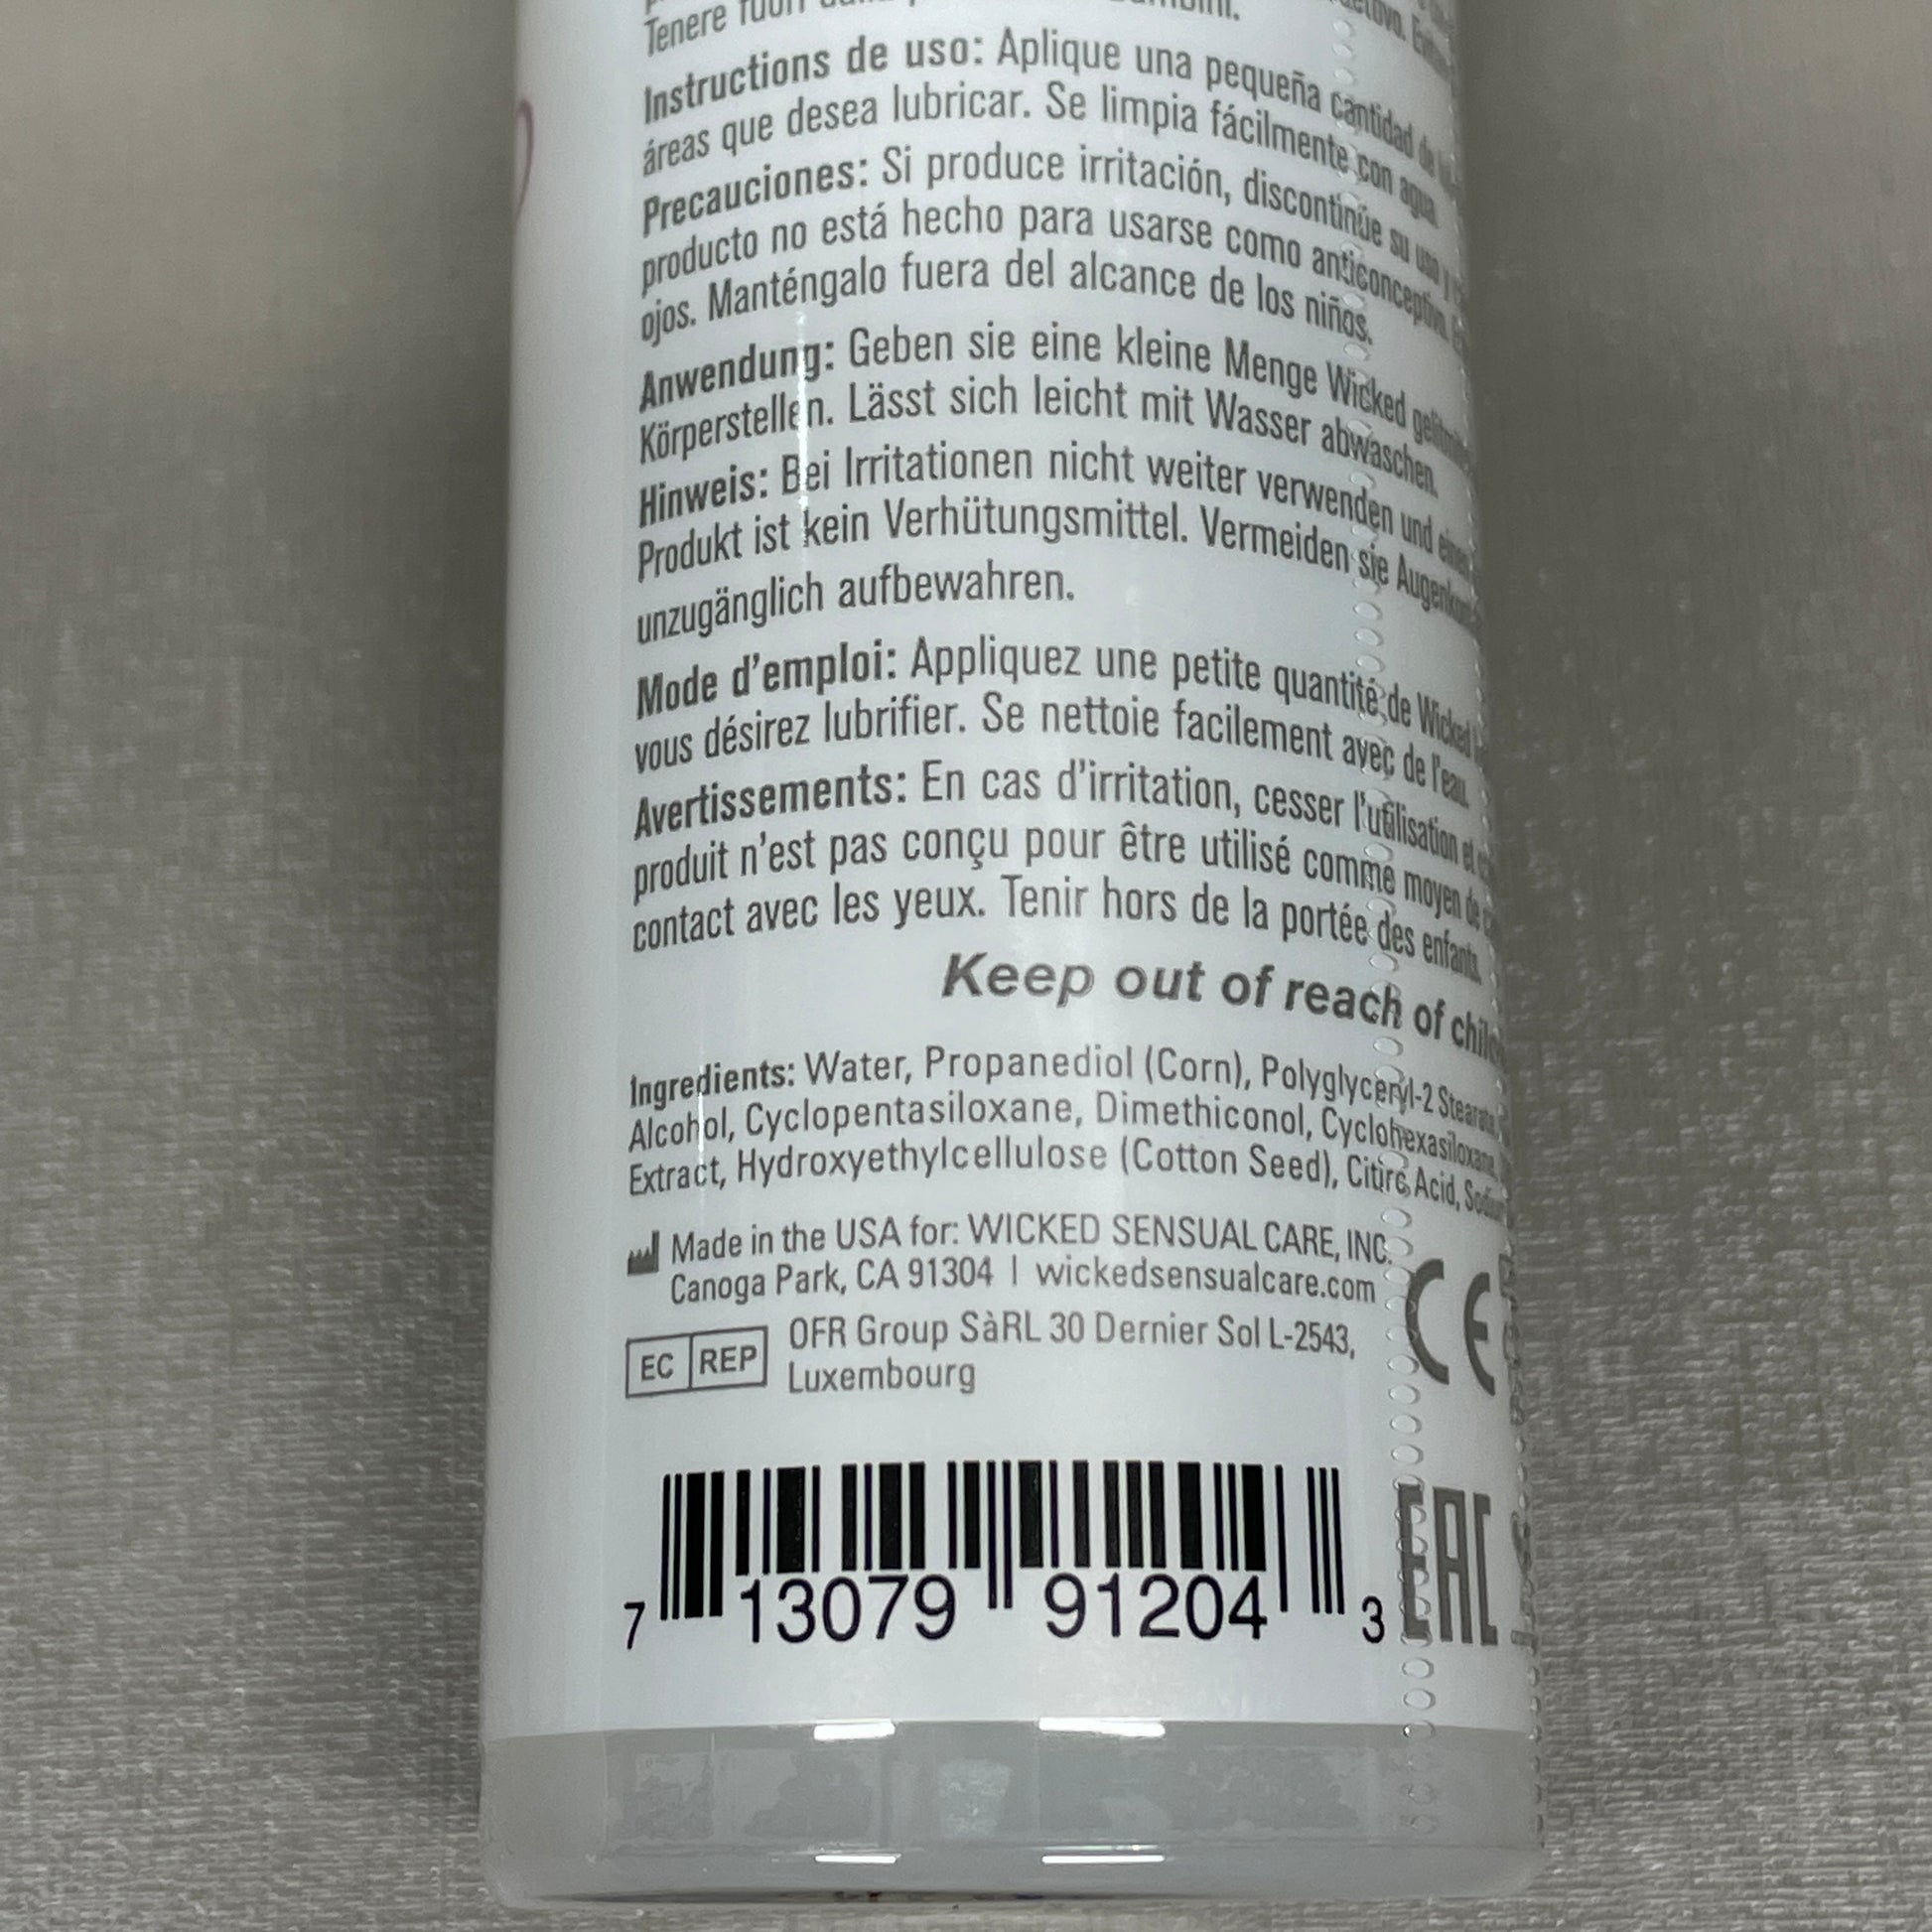 Tenere fuori
Instructions de uso: Aplique una pequeña cantidad de
áreas que desea lubricar. Se limpia fácilmente con agua.
Precauciones: Si produce irritación, discontinúe su uso y
producto no está hecho para usarse como anticonceptivo.
ojos. Manténgalo fuera del alcance de los niños.
Anwendung: Geben sie eine kleine Menge Wicked
Körperstellen. Lässt sich leicht mit Wasser abwaschen.
Hinweis: Bei Irritationen nicht weiter verwenden und einen
Produkt ist kein Verhütungsmittel. Vermeiden sie
unzugänglich aufbewahren.
Mode d'emploi: Appliquez une petite quantité de Wicked
vous désirez lubrifier. Se nettoie facilement avec de l'eau.
Avertissements: En cas d'irritation, cesser l'utilisation et
produit n'est pas conçu pour être utilisé comme moyen de
contact avec les yeux. Tenir hors de la portée des enfants.
Keep out of reach of
Ingredients: Water, Propanediol (Corn), Polyglyceryl-2 Stearate,
Alcohol, Cyclopentasiloxane, Dimethiconol, Cyclohexasiloxane,
Extract, Hydroxyethylcellulose (Cotton Seed), Citirc Acid,
Made in the USA for: WICKED SENSUAL CARE, INC.
Canoga Park, CA 91304 | wickedsensualcare.com
CE
EC REP OFR Group SàRL 30 Dernier Sol L-2543,
Luxembourg
7 13079 91204 3
EAC